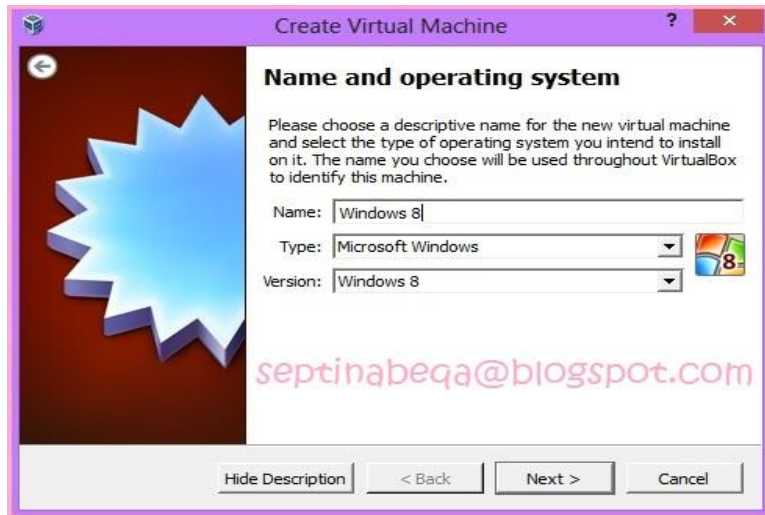 Create Virtual Machine
?
Name and operating system
Please choose a descriptive name for the new virtual machine
and select the type of operating system you intend to install
on it. The name you choose will be used throughout VirtualBox
to identify this machine.
Name: Windows 8
Type: Microsoft Windows
8
Version: Windows 8
septinabeqa@blogspot.com
Hide Description < Back Next > Cancel